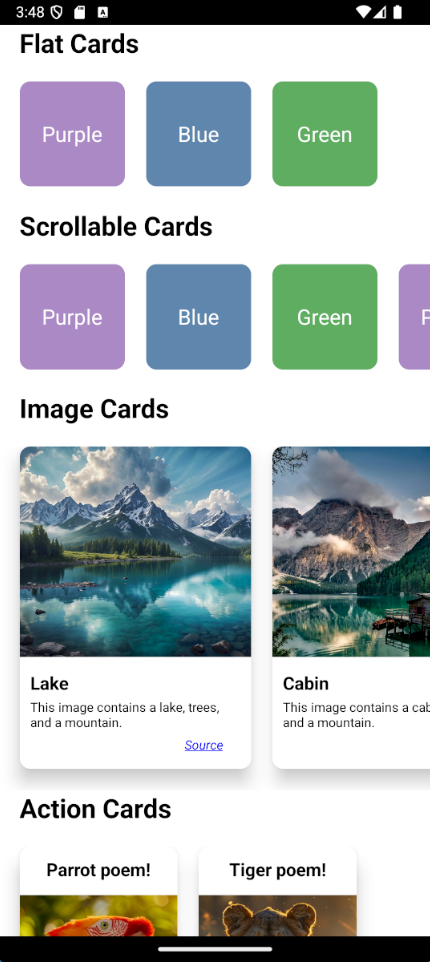 3:48
Flat Cards
Purple Blue Green
Scrollable Cards
Purple Blue Green
Image Cards
Lake
This image contains a lake, trees,
and a mountain.
Source
Cabin
This image contains a
and a mountain.
Action Cards
Parrot poem! Tiger poem!